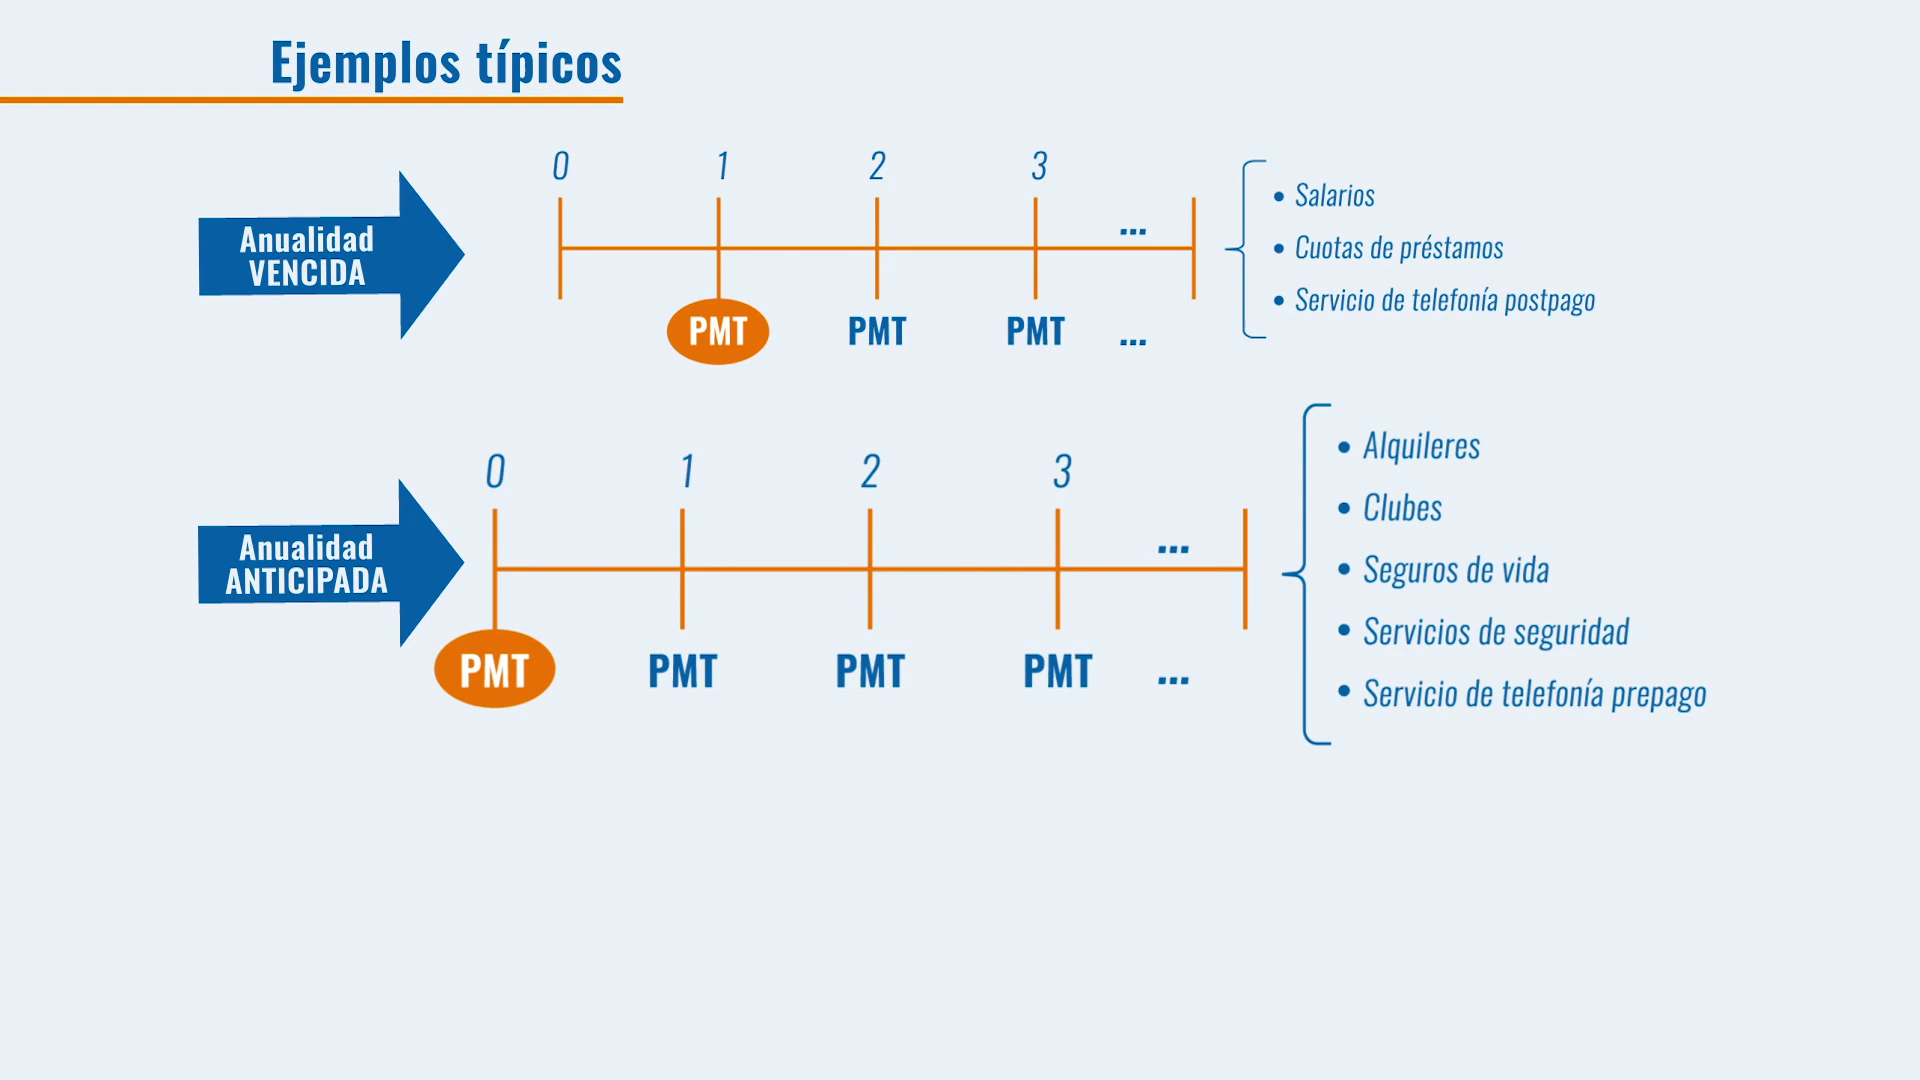 Ejemplos típicos
0 1 2 3
Anualidad
VENCIDA
...
PMT PMT PMT ...
• Salarios
• Cuotas de préstamos
• Servicio de telefonía postpago
0 1 2 3
Anualidad
ANTICIPADA
...
PMT PMT PMT PMT ...
• Alquileres
• Clubes
• Seguros de vida
• Servicios de seguridad
• Servicio de telefonía prepago